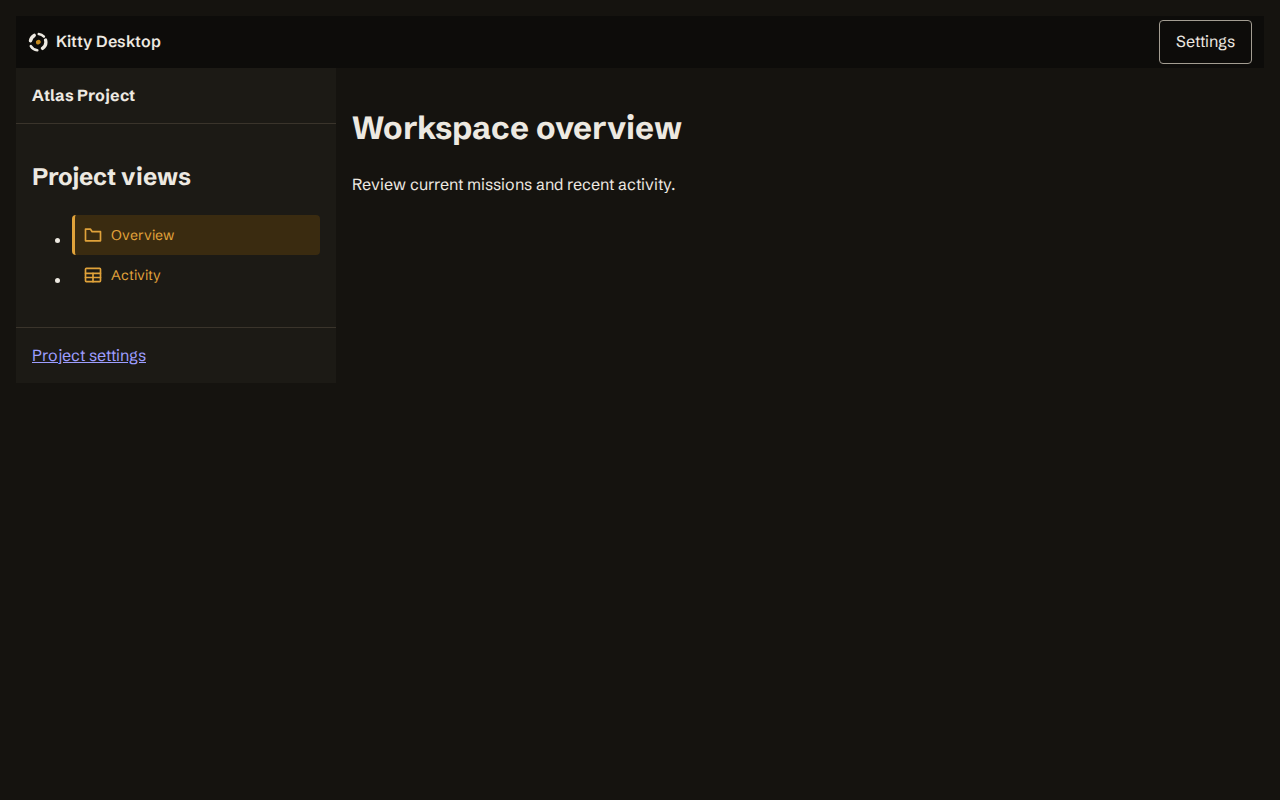 Kitty Desktop
Settings
Atlas Project
Project views
Overview
Activity
Project settings
Workspace overview
Review current missions and recent activity.